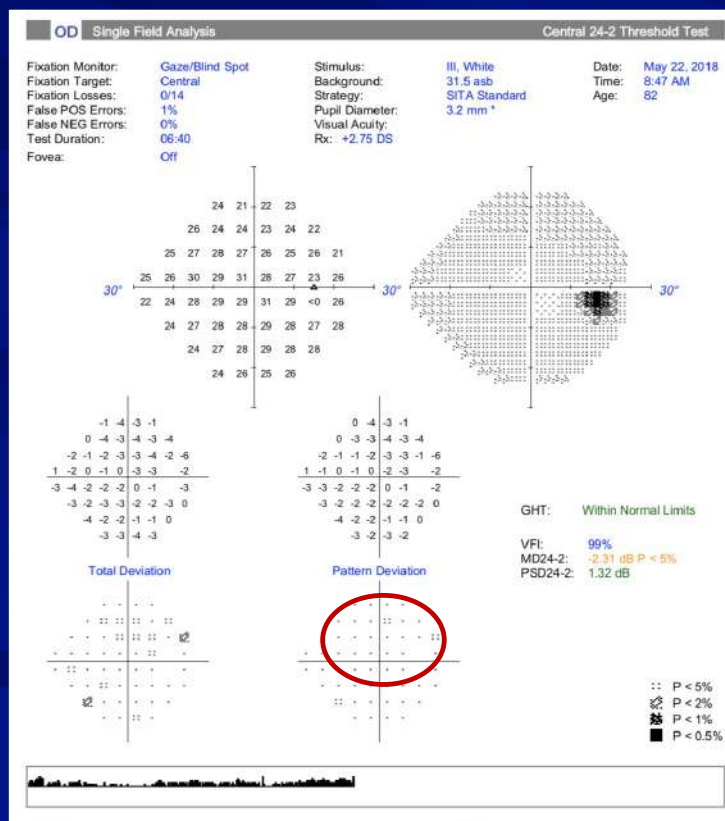 OD Single Field Analysis Central 24-2 Threshold Test
Fixation Monitor: Gaze/Blind Spot Stimulus: III, White Date: May 22, 2018
Fixation Target: Central Background: 31.5 asb Time: 8:47 AM
Fixation Losses: 0/14 Strategy: SITA Standard Age: 82
False POS Errors: 1% Pupil Diameter: 3.2 mm *
False NEG Errors: 0% Visual Acuity:
Test Duration: 06:40 Rx: +2.75 DS
Fovea: Off
24 21 22 23
26 24 24 23 24 22
25 27 28 27 26 25 26 21
25 26 30 29 31 28 27 23 26
30° 30° 30°
22 24 28 29 29 31 29 <0 26
24 27 28 28 29 28 27 28
24 27 28 29 28 28
24 26 25 26
-1 -4 -3 -1 0 -4 -3 -1
0 -4 -3 -4 -3 -4 0 -3 -3 -4 -3 -4
-2 -1 -2 -3 -3 -4 -2 -6 -2 -1 -1 -2 -3 -3 -1 -6
1 -2 0 -1 0 -3 -3 -2 1 -1 0 -1 0 -2 -3 -2
-3 -4 -2 -2 -2 0 -1 -3 -3 -3 -2 -2 -2 0 -1 -2
-3 -2 -3 -3 -2 -2 -3 0 -3 -2 -2 -2 -2 -2 -2 0
-4 -2 -2 -1 -1 0 -4 -2 -2 -1 -1 0
-3 -3 -4 -3 -3 -2 -3 -2
GHT: Within Normal Limits
VFI: 99%
MD24-2: -2.31 dB P < 5%
PSD24-2: 1.32 dB
Total Deviation Pattern Deviation
P < 5%
P < 2%
P < 1%
P < 0.5%